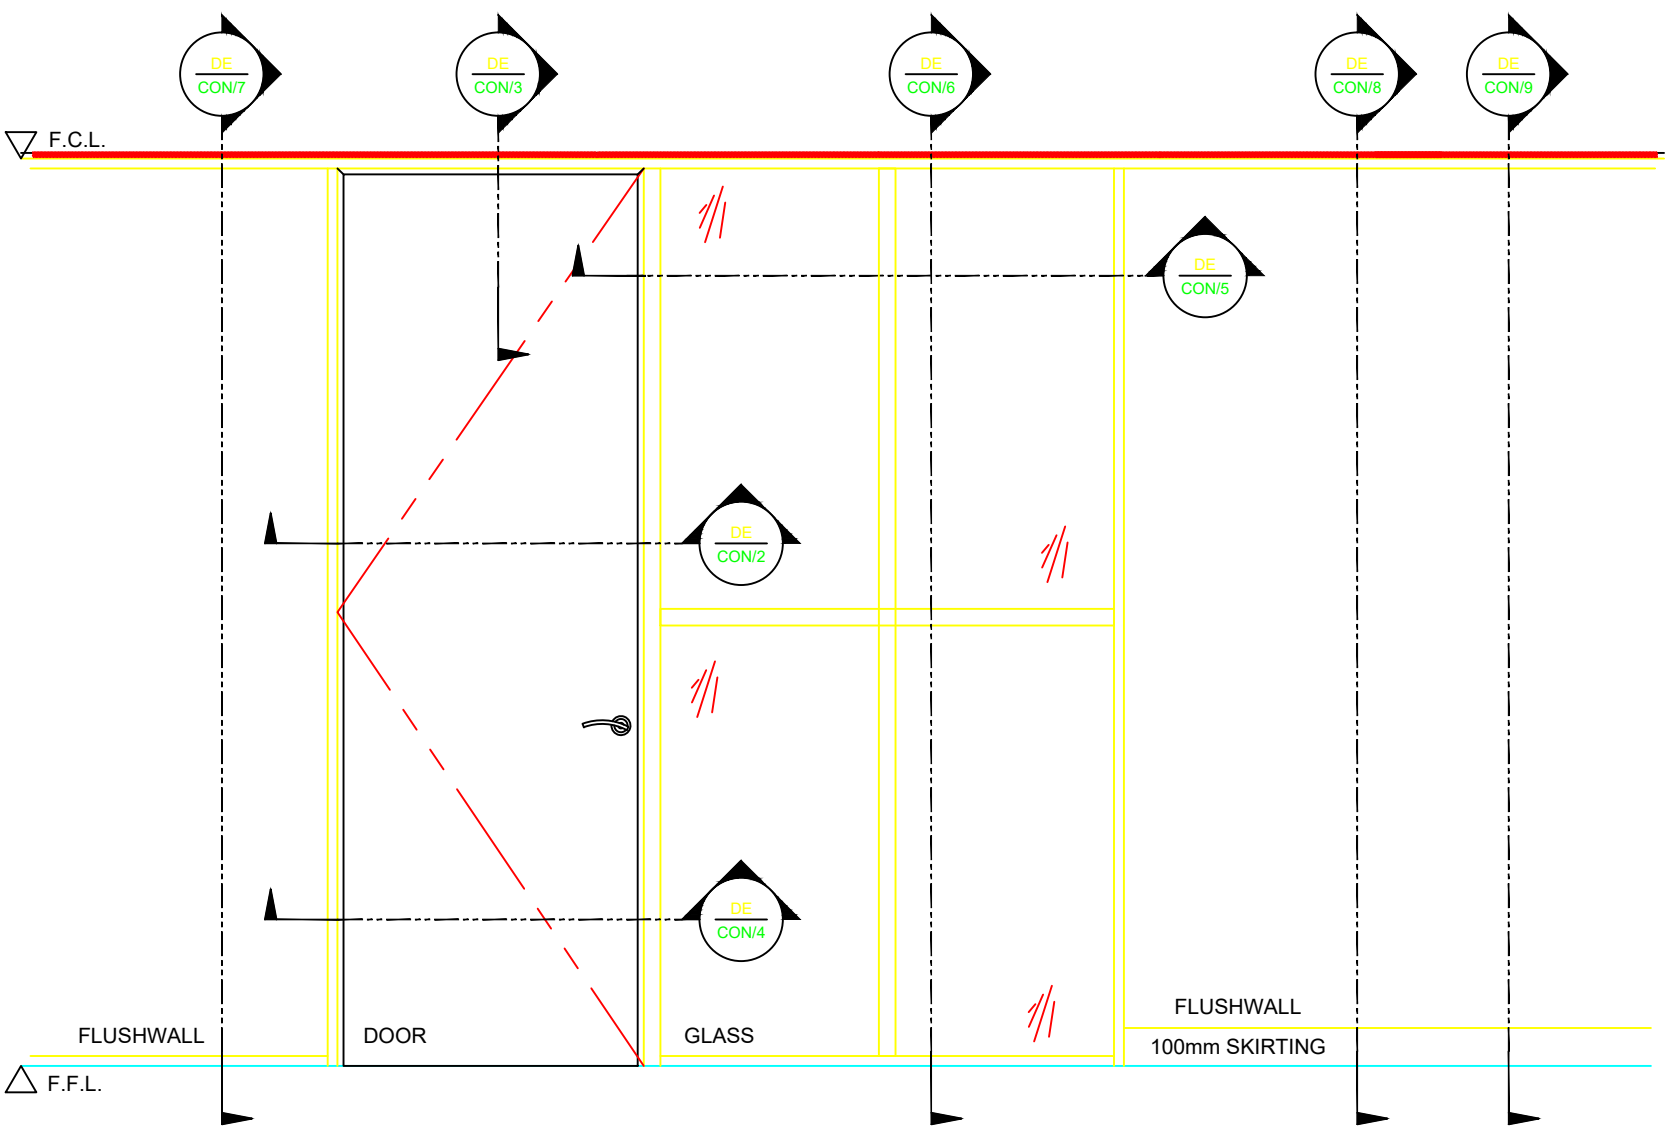 DE
CON/7
DE
CON/3
DE
CON/6
DE
CON/8
DE
CON/9
F.C.L.
DE
CON/5
DE
CON/2
DE
CON/4
FLUSHWALL
DOOR
GLASS
FLUSHWALL
100mm SKIRTING
F.F.L.